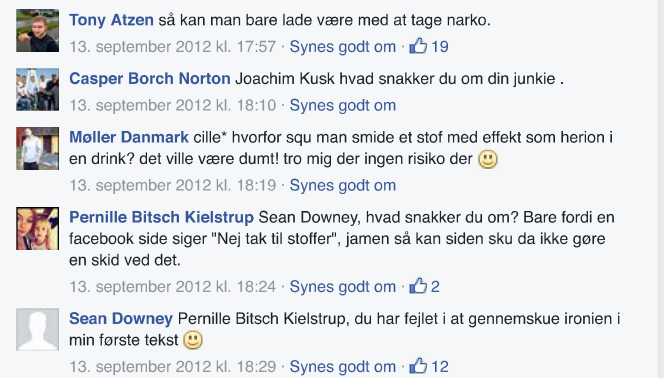 Tony Atzen så kan man bare lade være med at tage narko.
13. september 2012 kl. 17:57 · Synes godt om · 19
Casper Borch Norton Joachim Kusk hvad snakker du om din junkie .
13. september 2012 kl. 18:10 · Synes godt om
Møller Danmark cille* hvorfor squ man smide et stof med effekt som herion i
en drink? det ville være dumt! tro mig der ingen risiko der
13. september 2012 kl. 18:19 · Synes godt om
Pernille Bitsch Kielstrup Sean Downey, hvad snakker du om? Bare fordi en
facebook side siger "Nej tak til stoffer", jamen så kan siden sku da ikke gøre
en skid ved det.
13. september 2012 kl. 18:24 · Synes godt om · 2
Sean Downey Pernille Bitsch Kielstrup, du har fejlet i at gennemskue ironien i
min første tekst
13. september 2012 kl. 18:29 · Synes godt om · 12